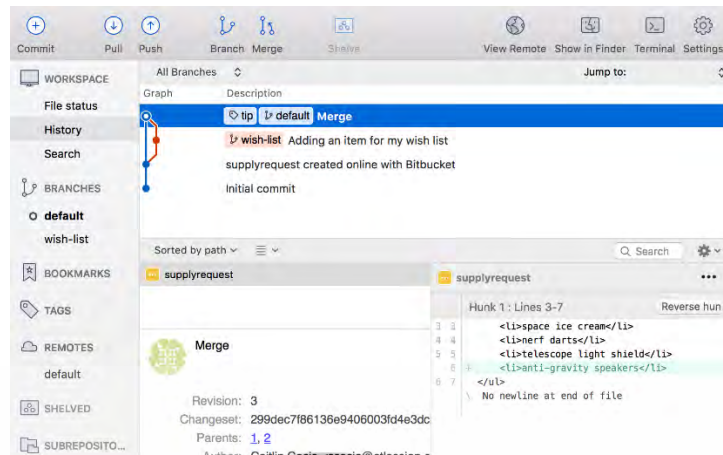 Commit Pull Push Branch Merge Shelve View Remote Show in Finder Terminal Settings
WORKSPACE
File status
History
Search
BRANCHES
default
wish-list
BOOKMARKS
TAGS
REMOTES
default
SHELVED
SUBREPOSITO...
All Branches Jump to:
Graph Description
tip default Merge
wish-list Adding an item for my wish list
supplyrequest created online with Bitbucket
Initial commit
Sorted by path Search
supplyrequest
Merge
Revision: 3
Changeset: 299dec7f86136e9406003fd4e3dc
Parents: 1, 2
Author: Caitlin
supplyrequest
Hunk 1 : Lines 3-7 Reverse hun
3 3 <li>space ice cream</li>
4 4 <li>nerf darts</li>
5 5 <li>telescope light shield</li>
6 + <li>anti-gravity speakers</li>
6 7 </ul>
\ No newline at end of file